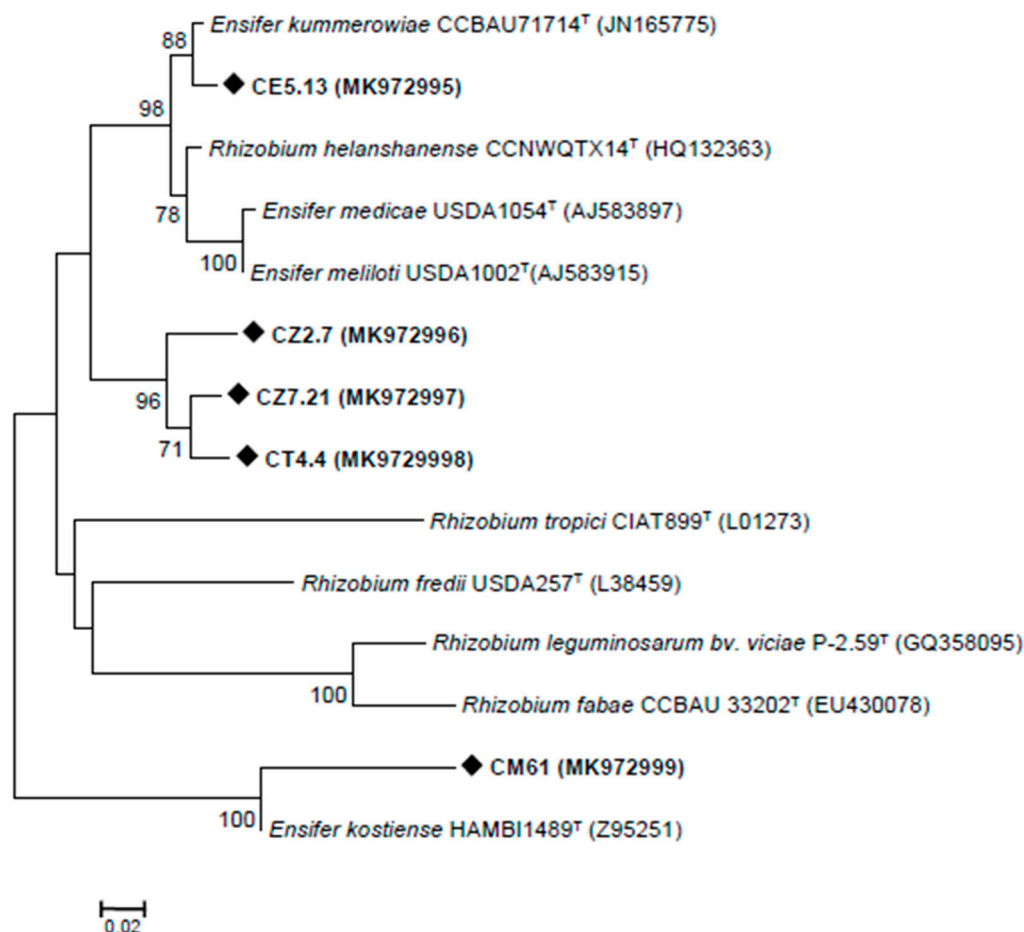 Ensifer kummerowiae CCBAU71714ᵀ (JN165775)
88
CE5.13 (MK972995)
98
Rhizobium helanshanense CCNWQTX14ᵀ (HQ132363)
78
Ensifer medicae USDA1054ᵀ (AJ583897)
100
Ensifer meliloti USDA1002ᵀ(AJ583915)
CZ2.7 (MK972996)
96
CZ7.21 (MK972997)
71
CT4.4 (MK9729998)
Rhizobium tropici CIAT899ᵀ (L01273)
Rhizobium fredii USDA257ᵀ (L38459)
Rhizobium leguminosarum bv. viciae P-2.59ᵀ (GQ358095)
100
Rhizobium fabae CCBAU 33202ᵀ (EU430078)
CM61 (MK972999)
100
Ensifer kostiense HAMBI1489ᵀ (Z95251)
0.02